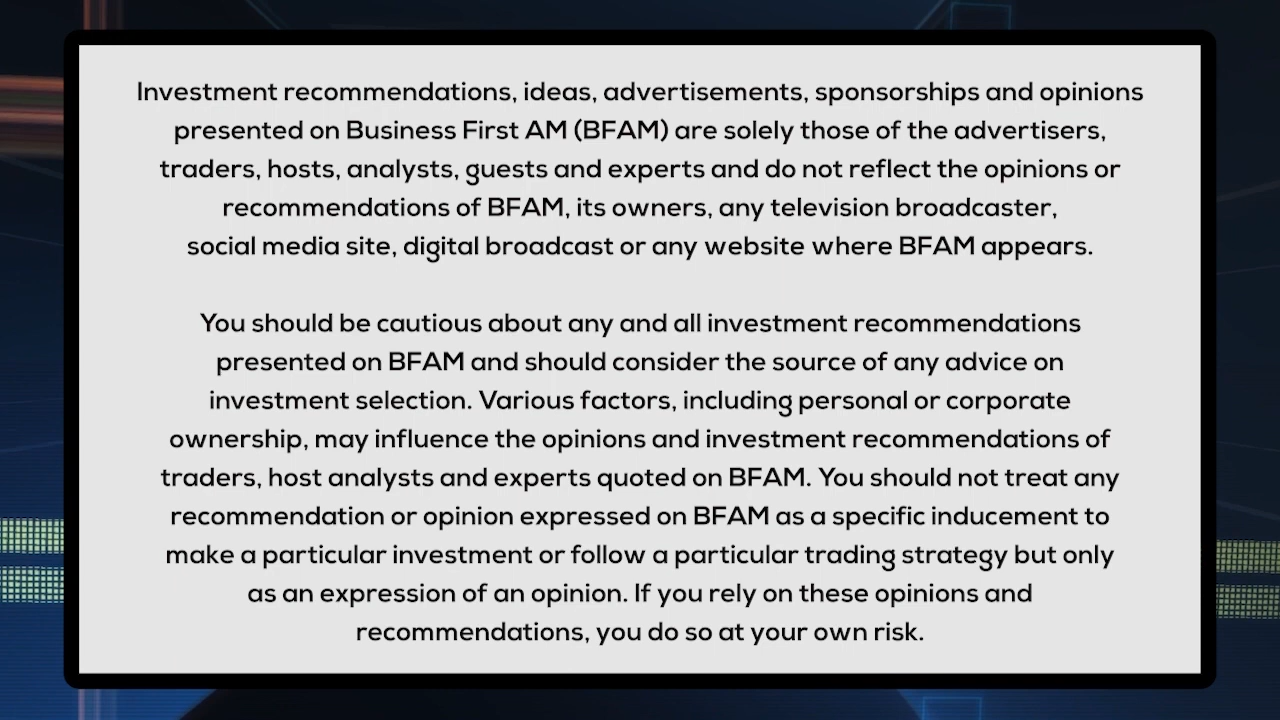 Investment recommendations, ideas, advertisements, sponsorships and opinions
presented on Business First AM (BFAM) are solely those of the advertisers,
traders, hosts, analysts, guests and experts and do not reflect the opinions or
recommendations of BFAM, its owners, any television broadcaster,
social media site, digital broadcast or any website where BFAM appears.
You should be cautious about any and all investment recommendations
presented on BFAM and should consider the source of any advice on
investment selection. Various factors, including personal or corporate
ownership, may influence the opinions and investment recommendations of
traders, host analysts and experts quoted on BFAM. You should not treat any
recommendation or opinion expressed on BFAM as a specific inducement to
make a particular investment or follow a particular trading strategy but only
as an expression of an opinion. If you rely on these opinions and
recommendations, you do so at your own risk.